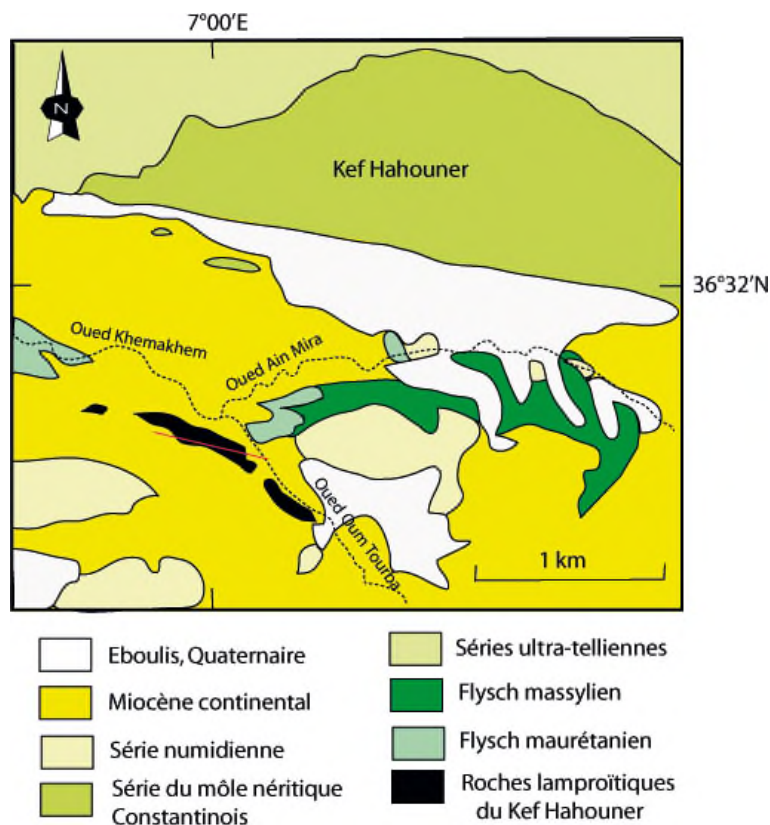 7°00'E
N
Kef Hahouner
36°32'N
Oued Khemakhem
Oued Ain Mira
Oued Oum Tourba
1 km
Eboulis, Quaternaire
Miocène continental
Série numidienne
Série du môle néritique
Constantinois
Séries ultra-telliennes
Flysch massylien
Flysch maurétanien
Roches lamproïtiques
du Kef Hahouner